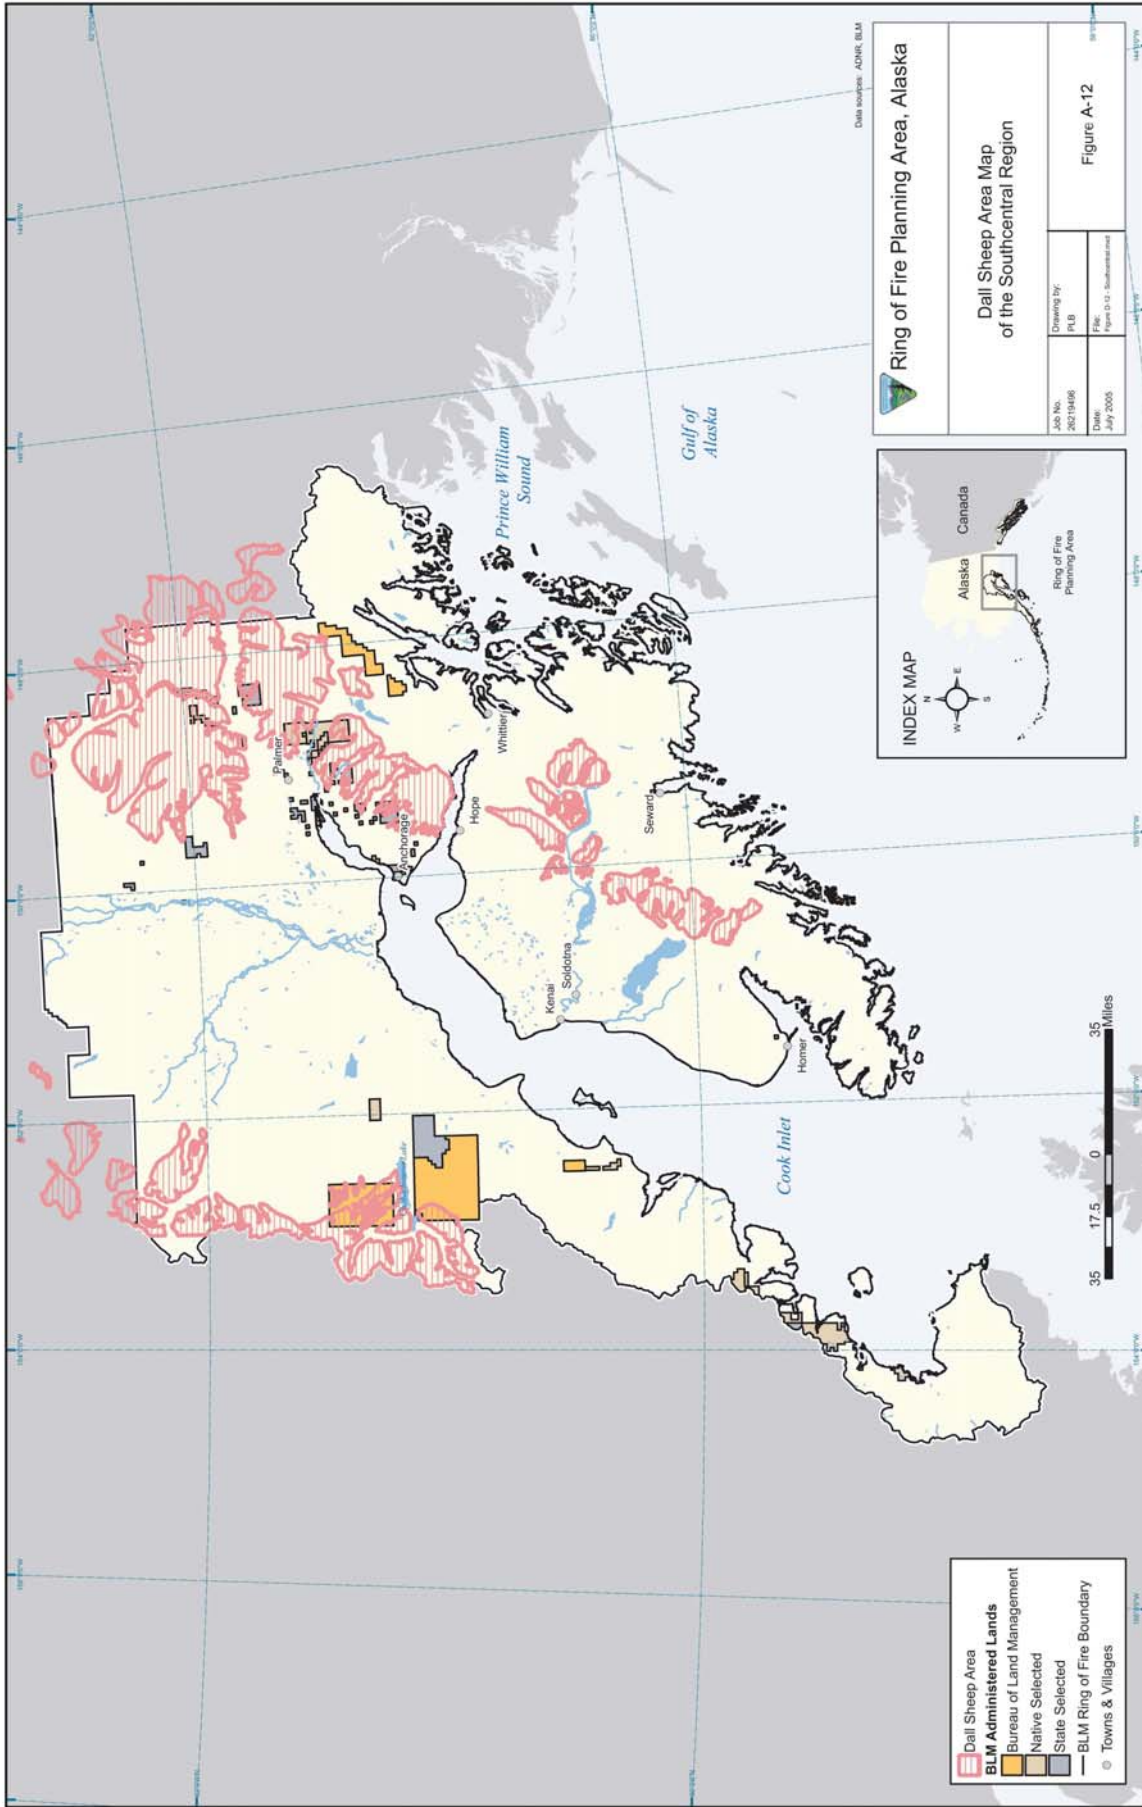 Data sources: ADNR, BLM
Ring of Fire Planning Area, Alaska
Dall Sheep Area Map
of the Southcentral Region
Job No.
26219496
Drawing by:
PLB
Date:
July 2005
File:
Figure A-12
INDEX MAP
N
W
E
S
Alaska
Canada
Ring of Fire
Planning Area
Prince William
Sound
Gulf of
Alaska
Cook Inlet
Palmer
Anchorage
Hope
Whittier
Seward
Kenai
Soldotna
Homer
Lake
35
17.5
0
35
Miles
Dall Sheep Area
BLM Administered Lands
Bureau of Land Management
Native Selected
State Selected
BLM Ring of Fire Boundary
Towns & Villages